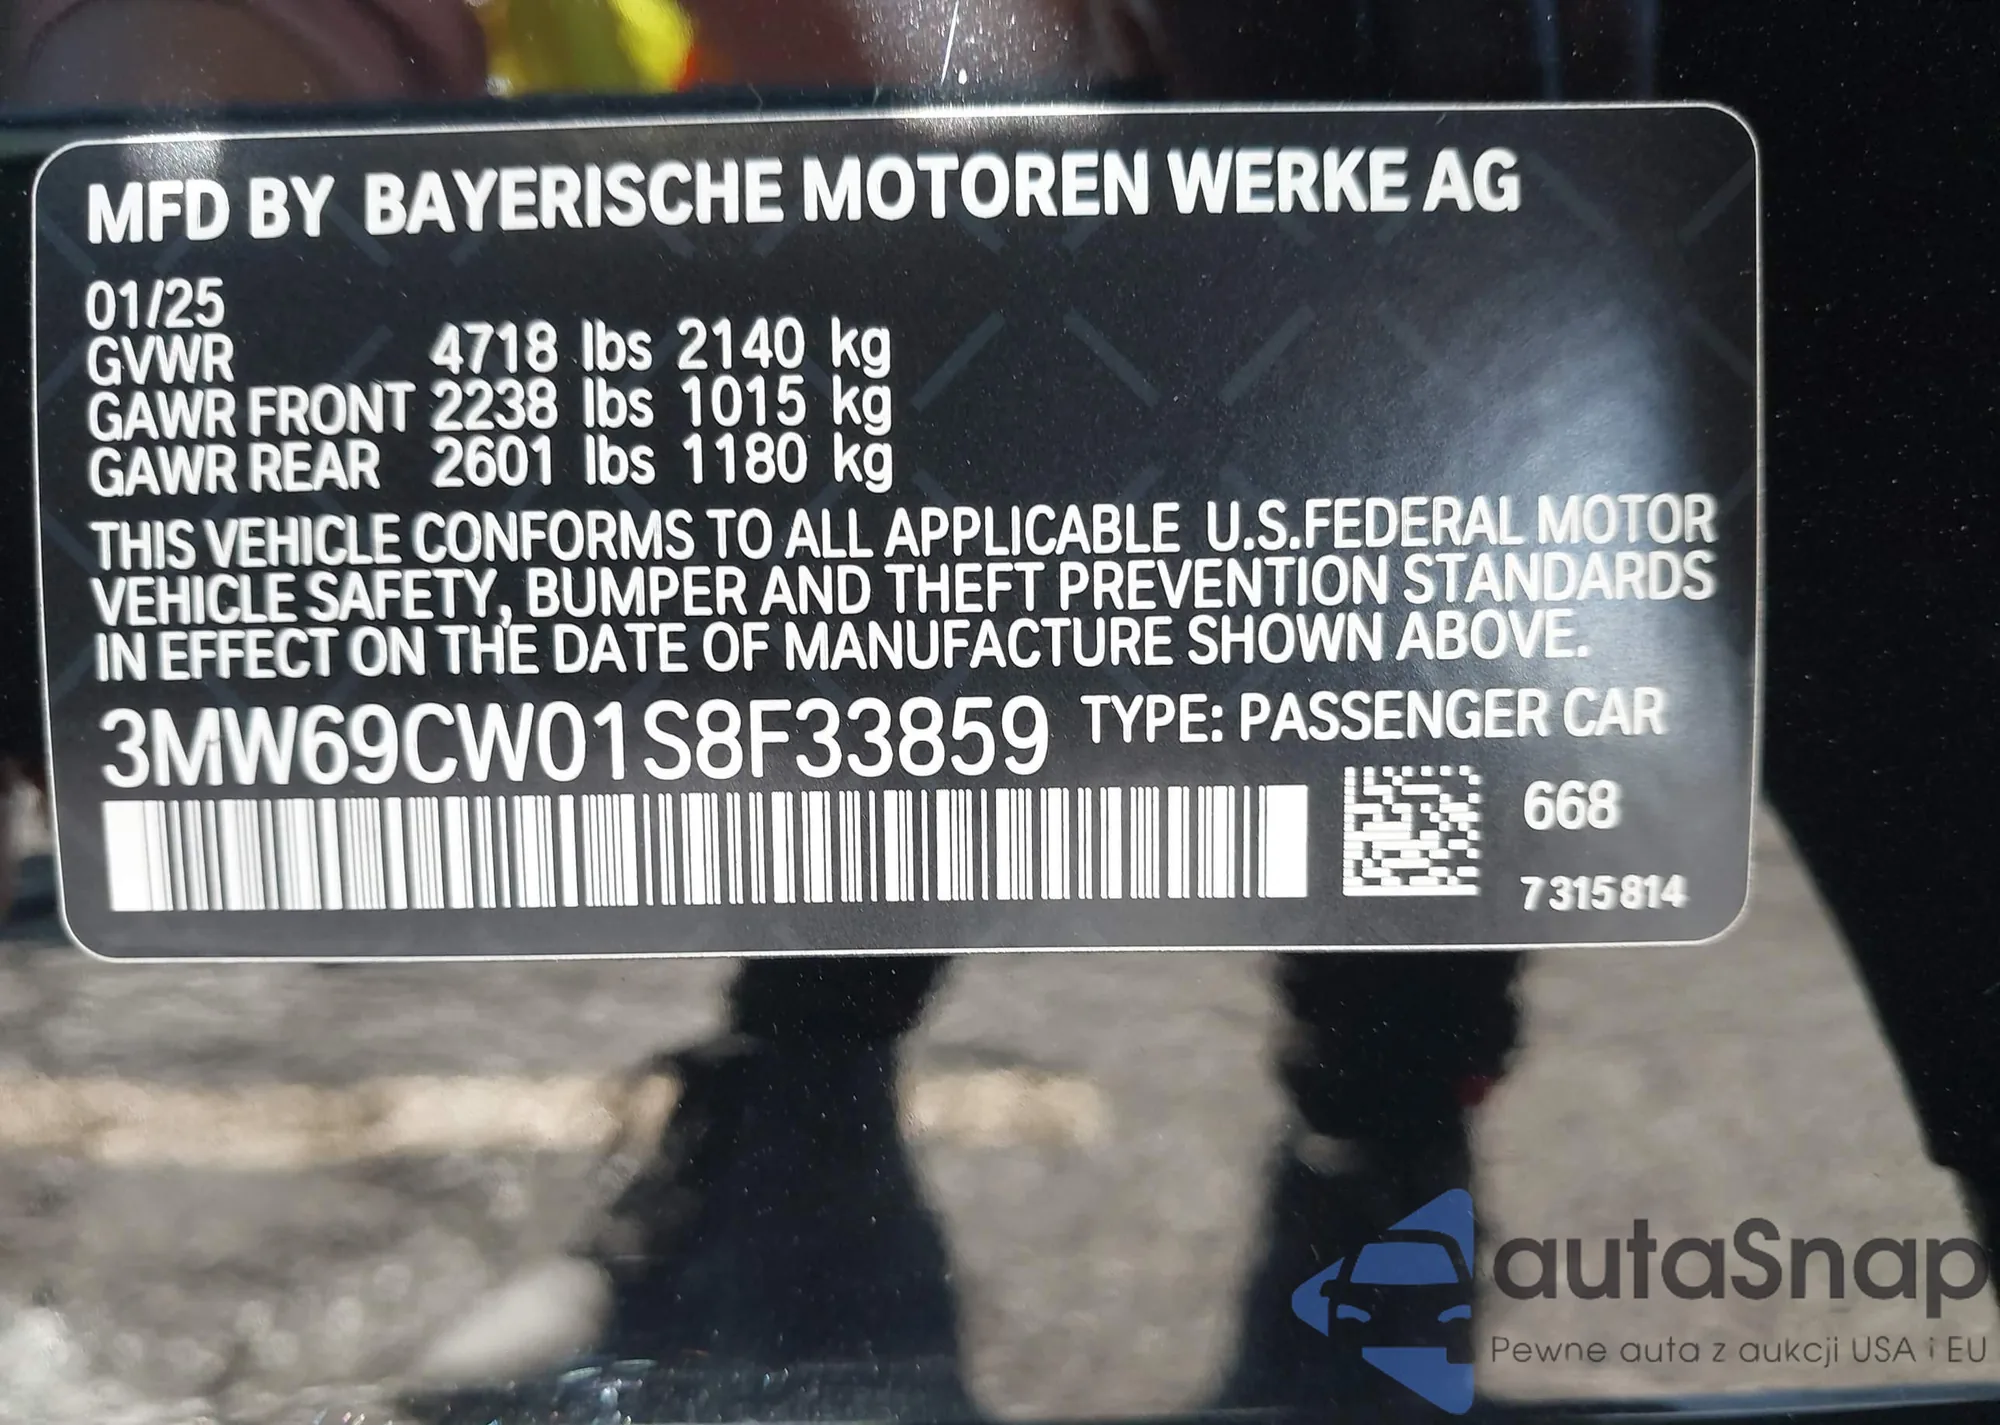 MFD BY BAYERISCHE MOTOREN WERKE AG
01/25
GVWR 4718 lbs 2140 kg
GAWR FRONT 2238 lbs 1015 kg
GAWR REAR 2601 lbs 1180 kg
THIS VEHICLE CONFORMS TO ALL APPLICABLE U.S.FEDERAL MOTOR
VEHICLE SAFETY, BUMPER AND THEFT PREVENTION STANDARDS
IN EFFECT ON THE DATE OF MANUFACTURE SHOWN ABOVE.
3MW69CW01S8F33859 TYPE: PASSENGER CAR
668
7315814
autaSnap
Pewne auta z aukcji USA i EU